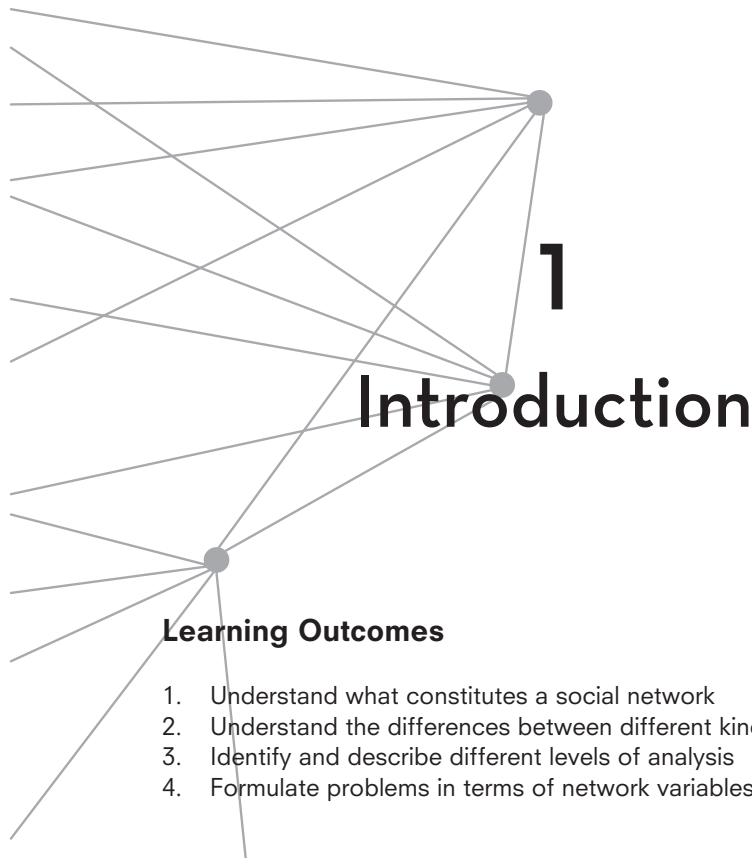 1
Introduction
Learning Outcomes
1. Understand what constitutes a social network
2. Understand the differences between different
3. Identify and describe different levels of analysis
4. Formulate problems in terms of network variables